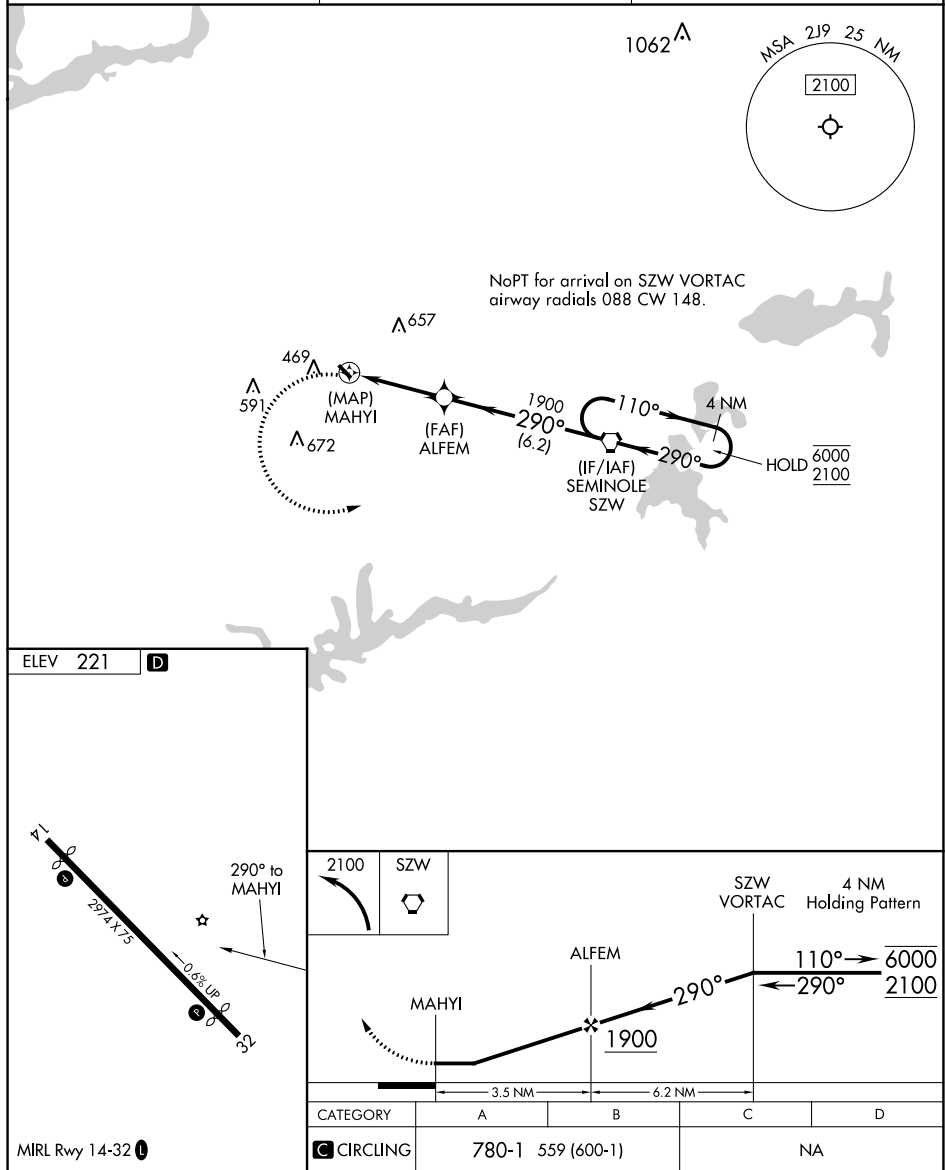 1062
MSA 2J9 25 NM
2100
NoPT for arrival on SZW VORTAC
airway radials 088 CW 148.
657
469
591
672
(MAP)
MAHYI
(FAF)
ALFEM
1900
290°
(6.2)
110°
4 NM
290°
HOLD
6000
2100
(IF/IAF)
SEMINOLE
SZW
ELEV 221
D
14
P
2974 X 75
0.6% UP
P
32
290° to
MAHYI
MIRL Rwy 14-32 L
2100
SZW
SZW
VORTAC
4 NM
Holding Pattern
ALFEM
MAHYI
290°
110°
290°
6000
2100
1900
3.5 NM
6.2 NM
CATEGORY A B C D
C CIRCLING 780-1 559 (600-1) NA